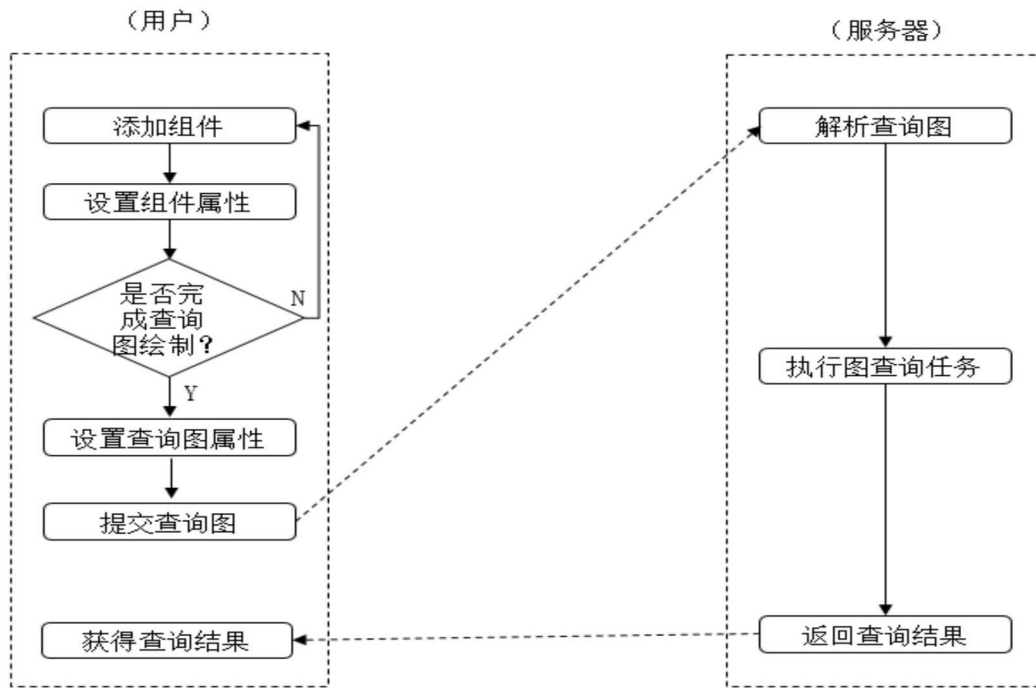 （用户）
添加组件
设置组件属性
是否完
成查询
图绘制？
N
Y
设置查询图属性
提交查询图
获得查询结果
（服务器）
解析查询图
执行图查询任务
返回查询结果